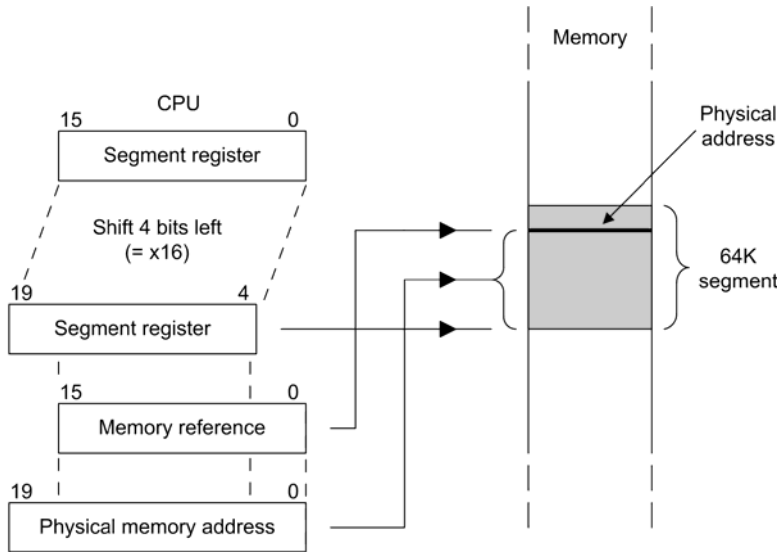 Memory
CPU
15 0
Segment register
Physical
address
Shift 4 bits left
(= x16)
64K
segment
19 4
Segment register
15 0
Memory reference
19 0
Physical memory address